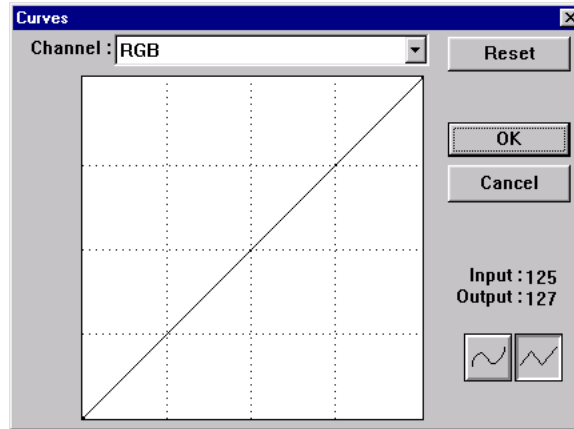 Curves
Channel : RGB
Reset
OK
Cancel
Input : 125
Output : 127